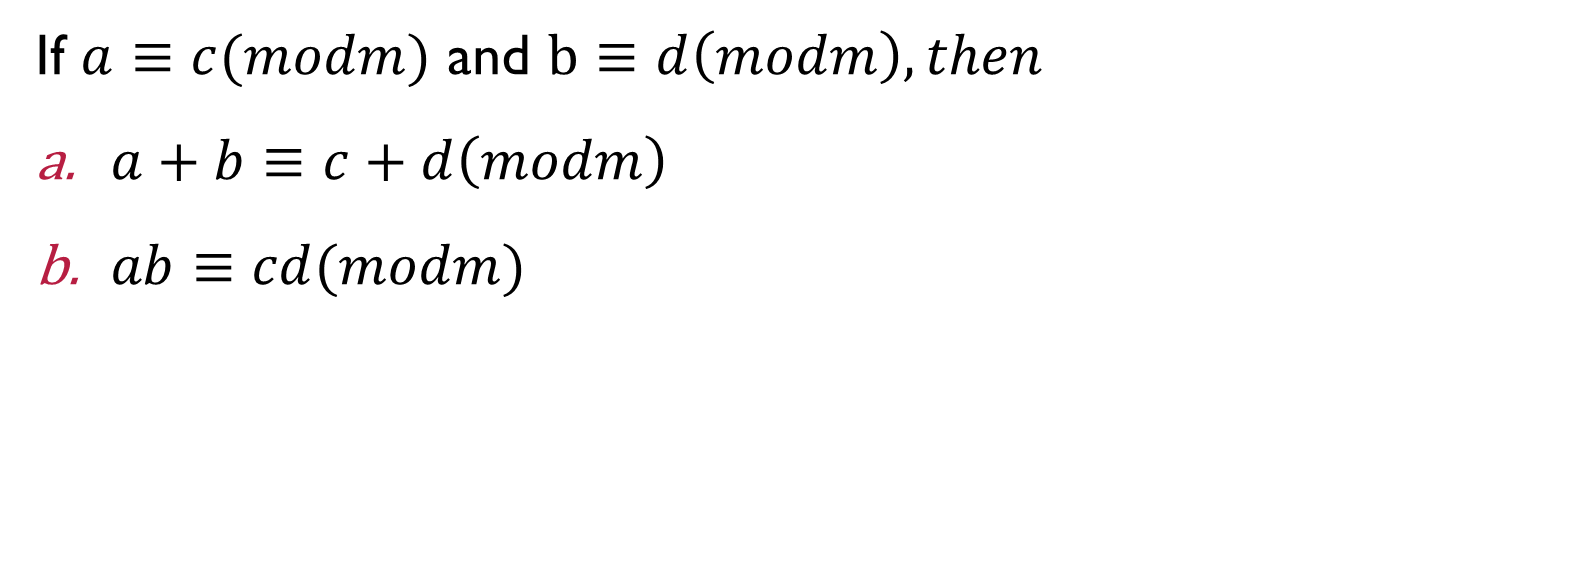 If a ≡ c(modm) and b ≡ d(modm), then
a. a + b ≡ c + d(modm)
b. ab ≡ cd(modm)